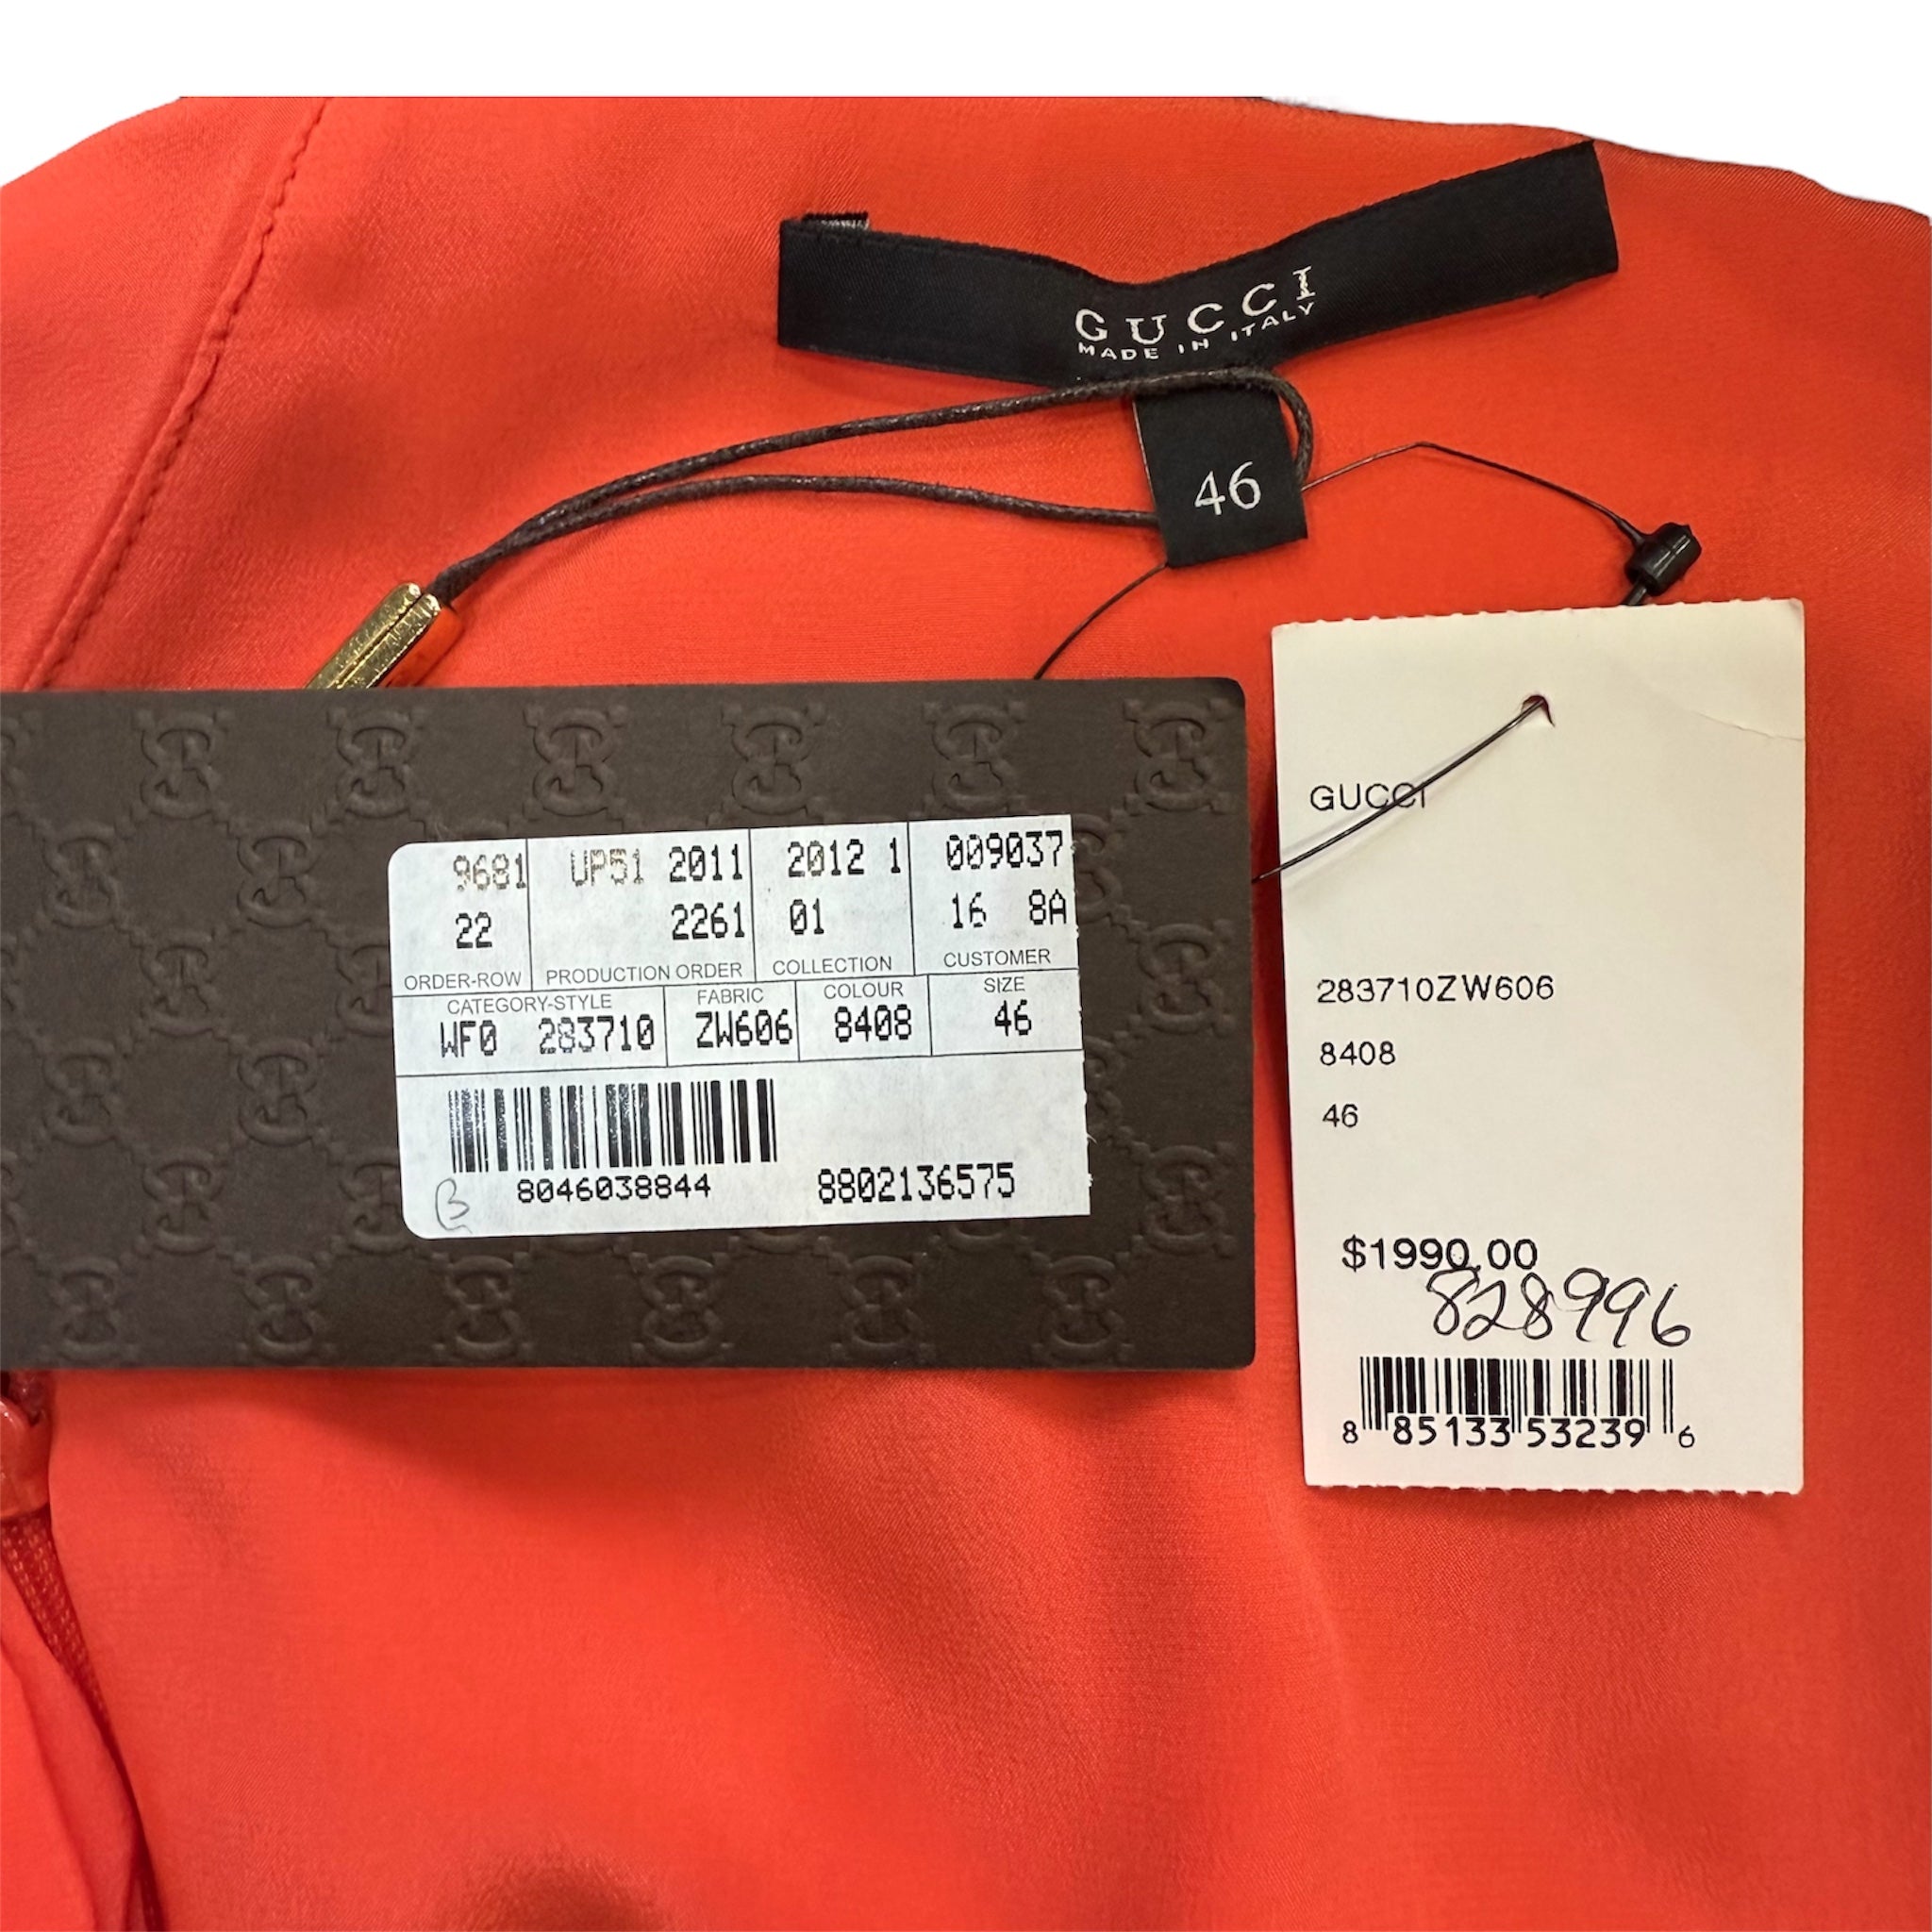 GUCCI
MADE IN ITALY
46
9681 UP51 2011 2012 1 009037
22 2261 01 16 8A
ORDER-ROW PRODUCTION ORDER COLLECTION CUSTOMER
CATEGORY-STYLE FABRIC COLOUR SIZE
WF0 283710 ZW606 8408 46
8046038844 8802136575
B
GUCCI
283710ZW606
8408
46
$1990.00
828996
8 85133 53239 6